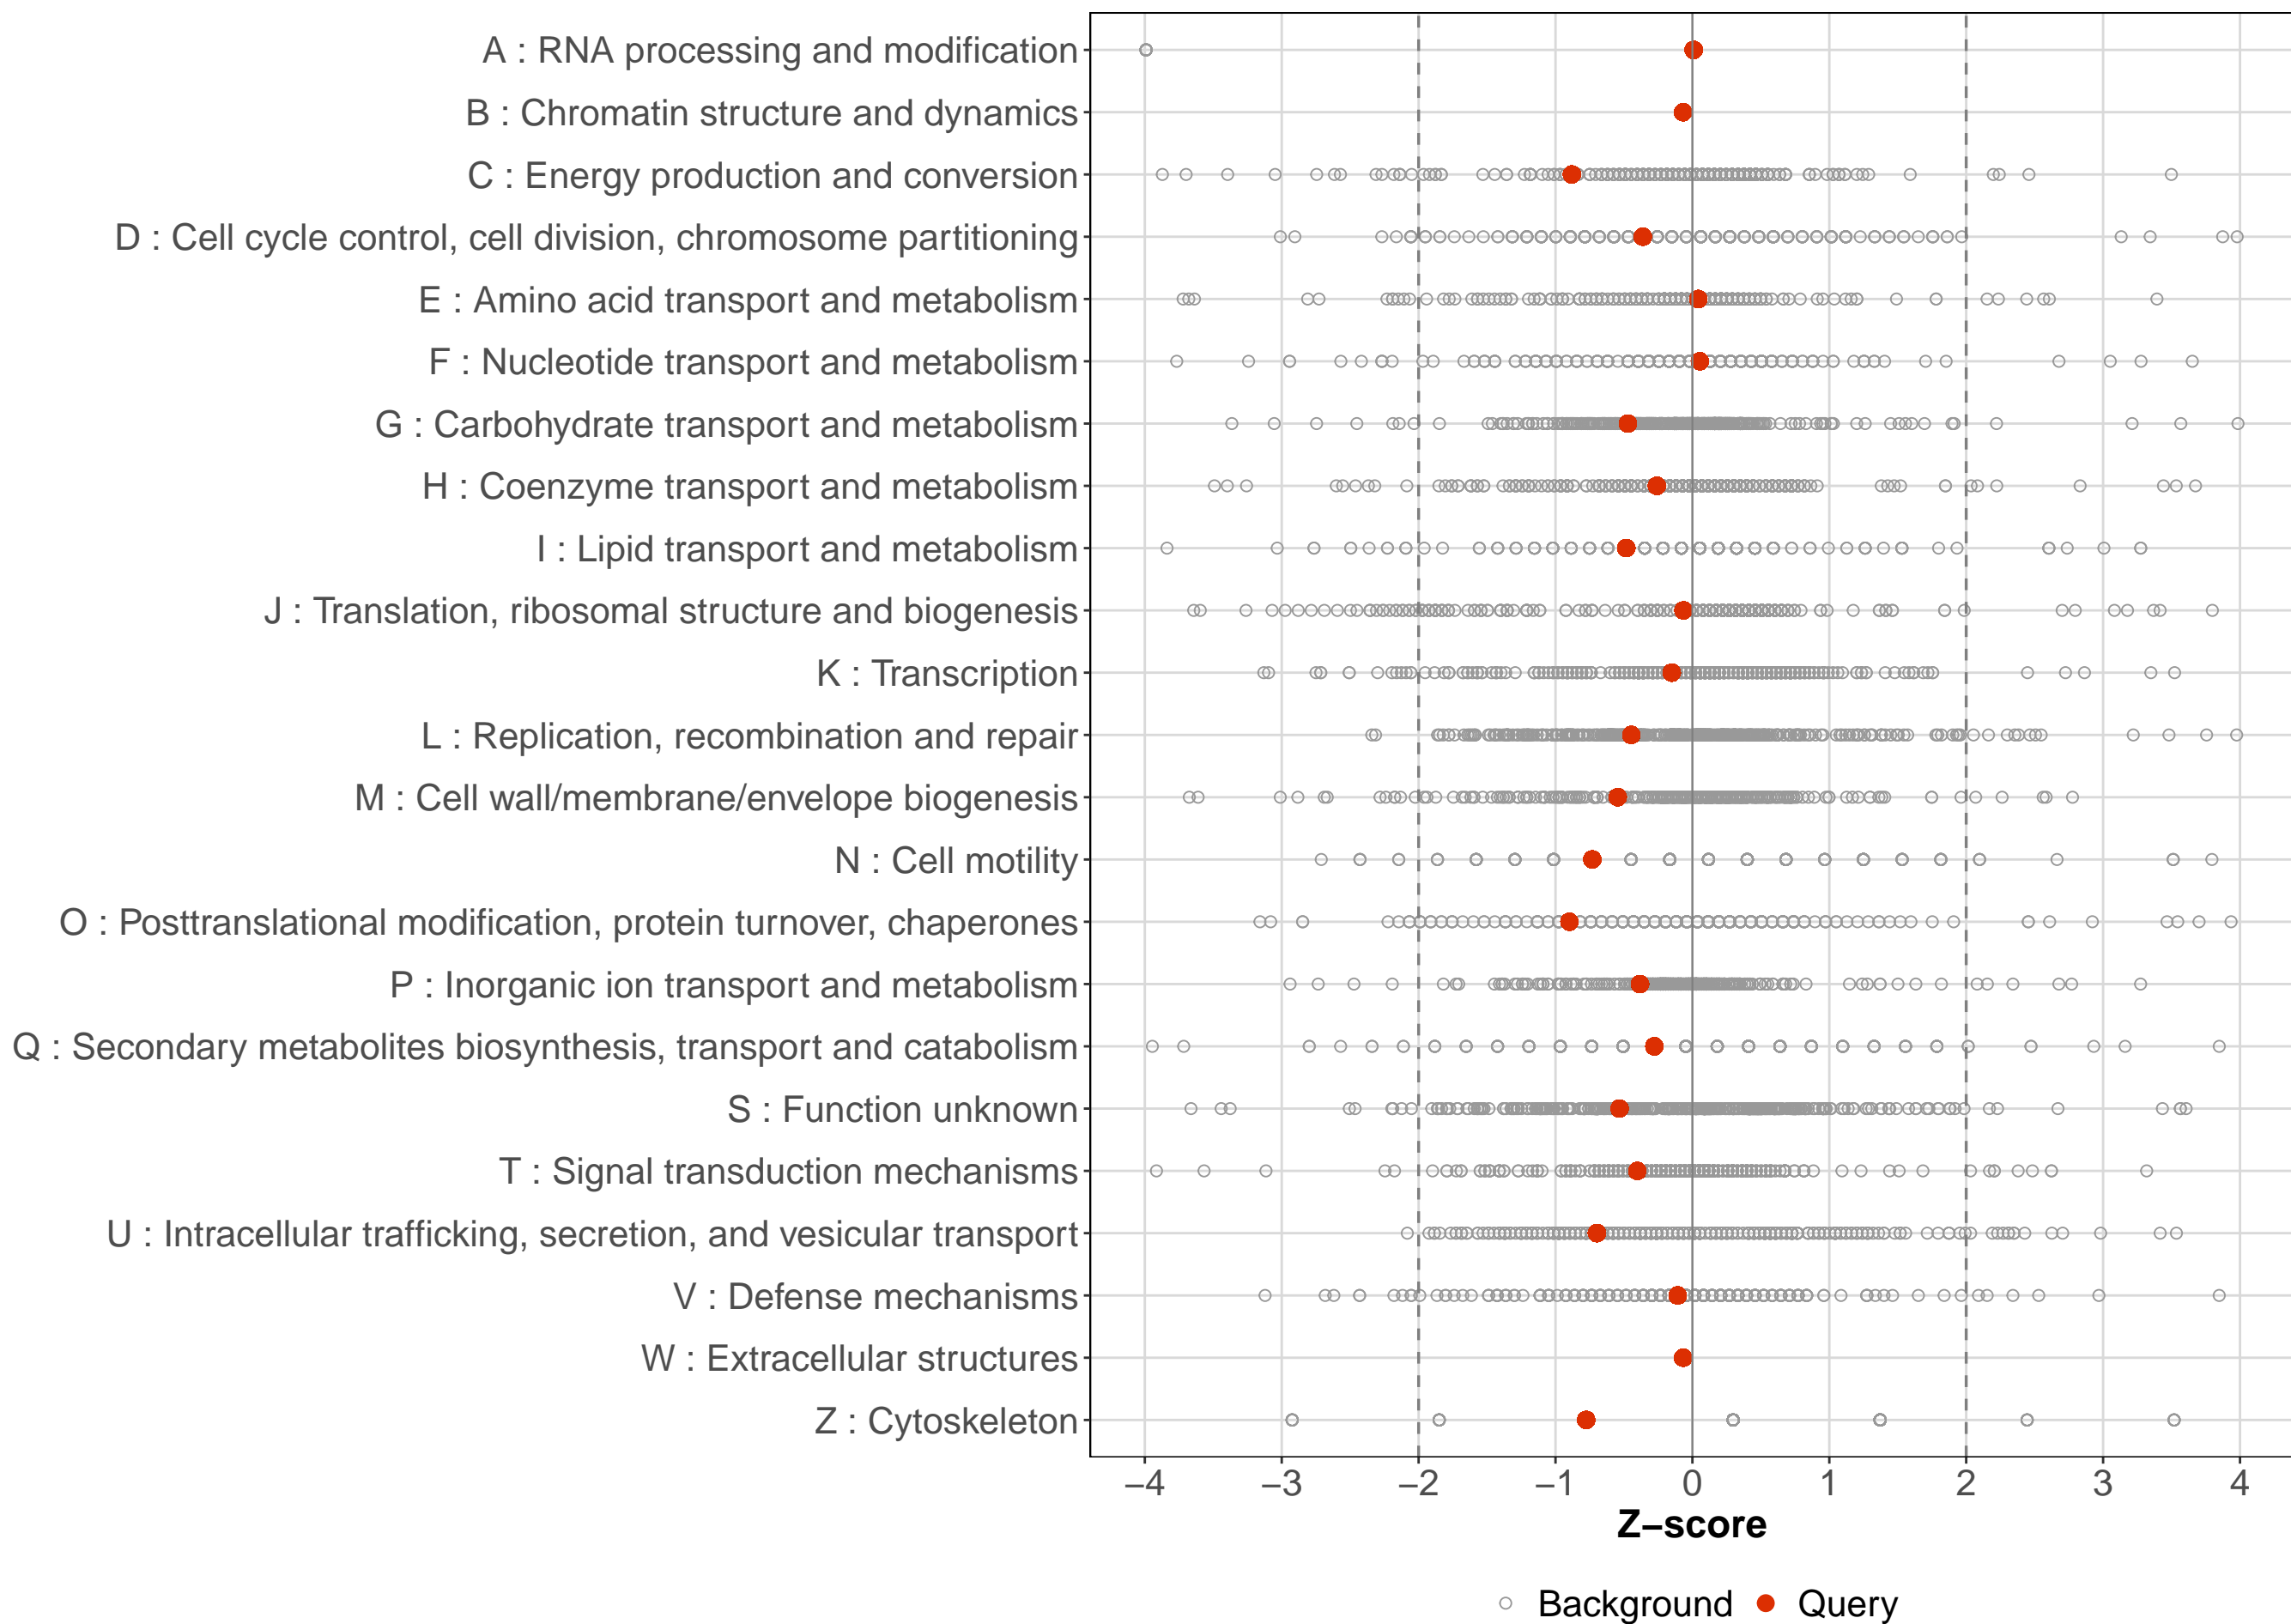 A : RNA processing and modification
B : Chromatin structure and dynamics
C : Energy production and conversion
D : Cell cycle control, cell division, chromosome partitioning
E : Amino acid transport and metabolism
F : Nucleotide transport and metabolism
G : Carbohydrate transport and metabolism
H : Coenzyme transport and metabolism
I : Lipid transport and metabolism
J : Translation, ribosomal structure and biogenesis
K : Transcription
L : Replication, recombination and repair
M : Cell wall/membrane/envelope biogenesis
N : Cell motility
O : Posttranslational modification, protein turnover, chaperones
P : Inorganic ion transport and metabolism
Q : Secondary metabolites biosynthesis, transport and catabolism
S : Function unknown
T : Signal transduction mechanisms
U : Intracellular trafficking, secretion, and vesicular transport
V : Defense mechanisms
W : Extracellular structures
Z : Cytoskeleton
−4 −3 −2 −1 0 1 2 3 4
Z−score
Background Query